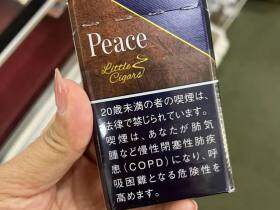 Peace
Little
Cigars
20歳未満の者の喫煙は、
法律で禁じられています。
喫煙は、あなたが肺気
腫など慢性閉塞性肺疾
患(COPD)になり、呼
吸困難となる危険性を
高めます。